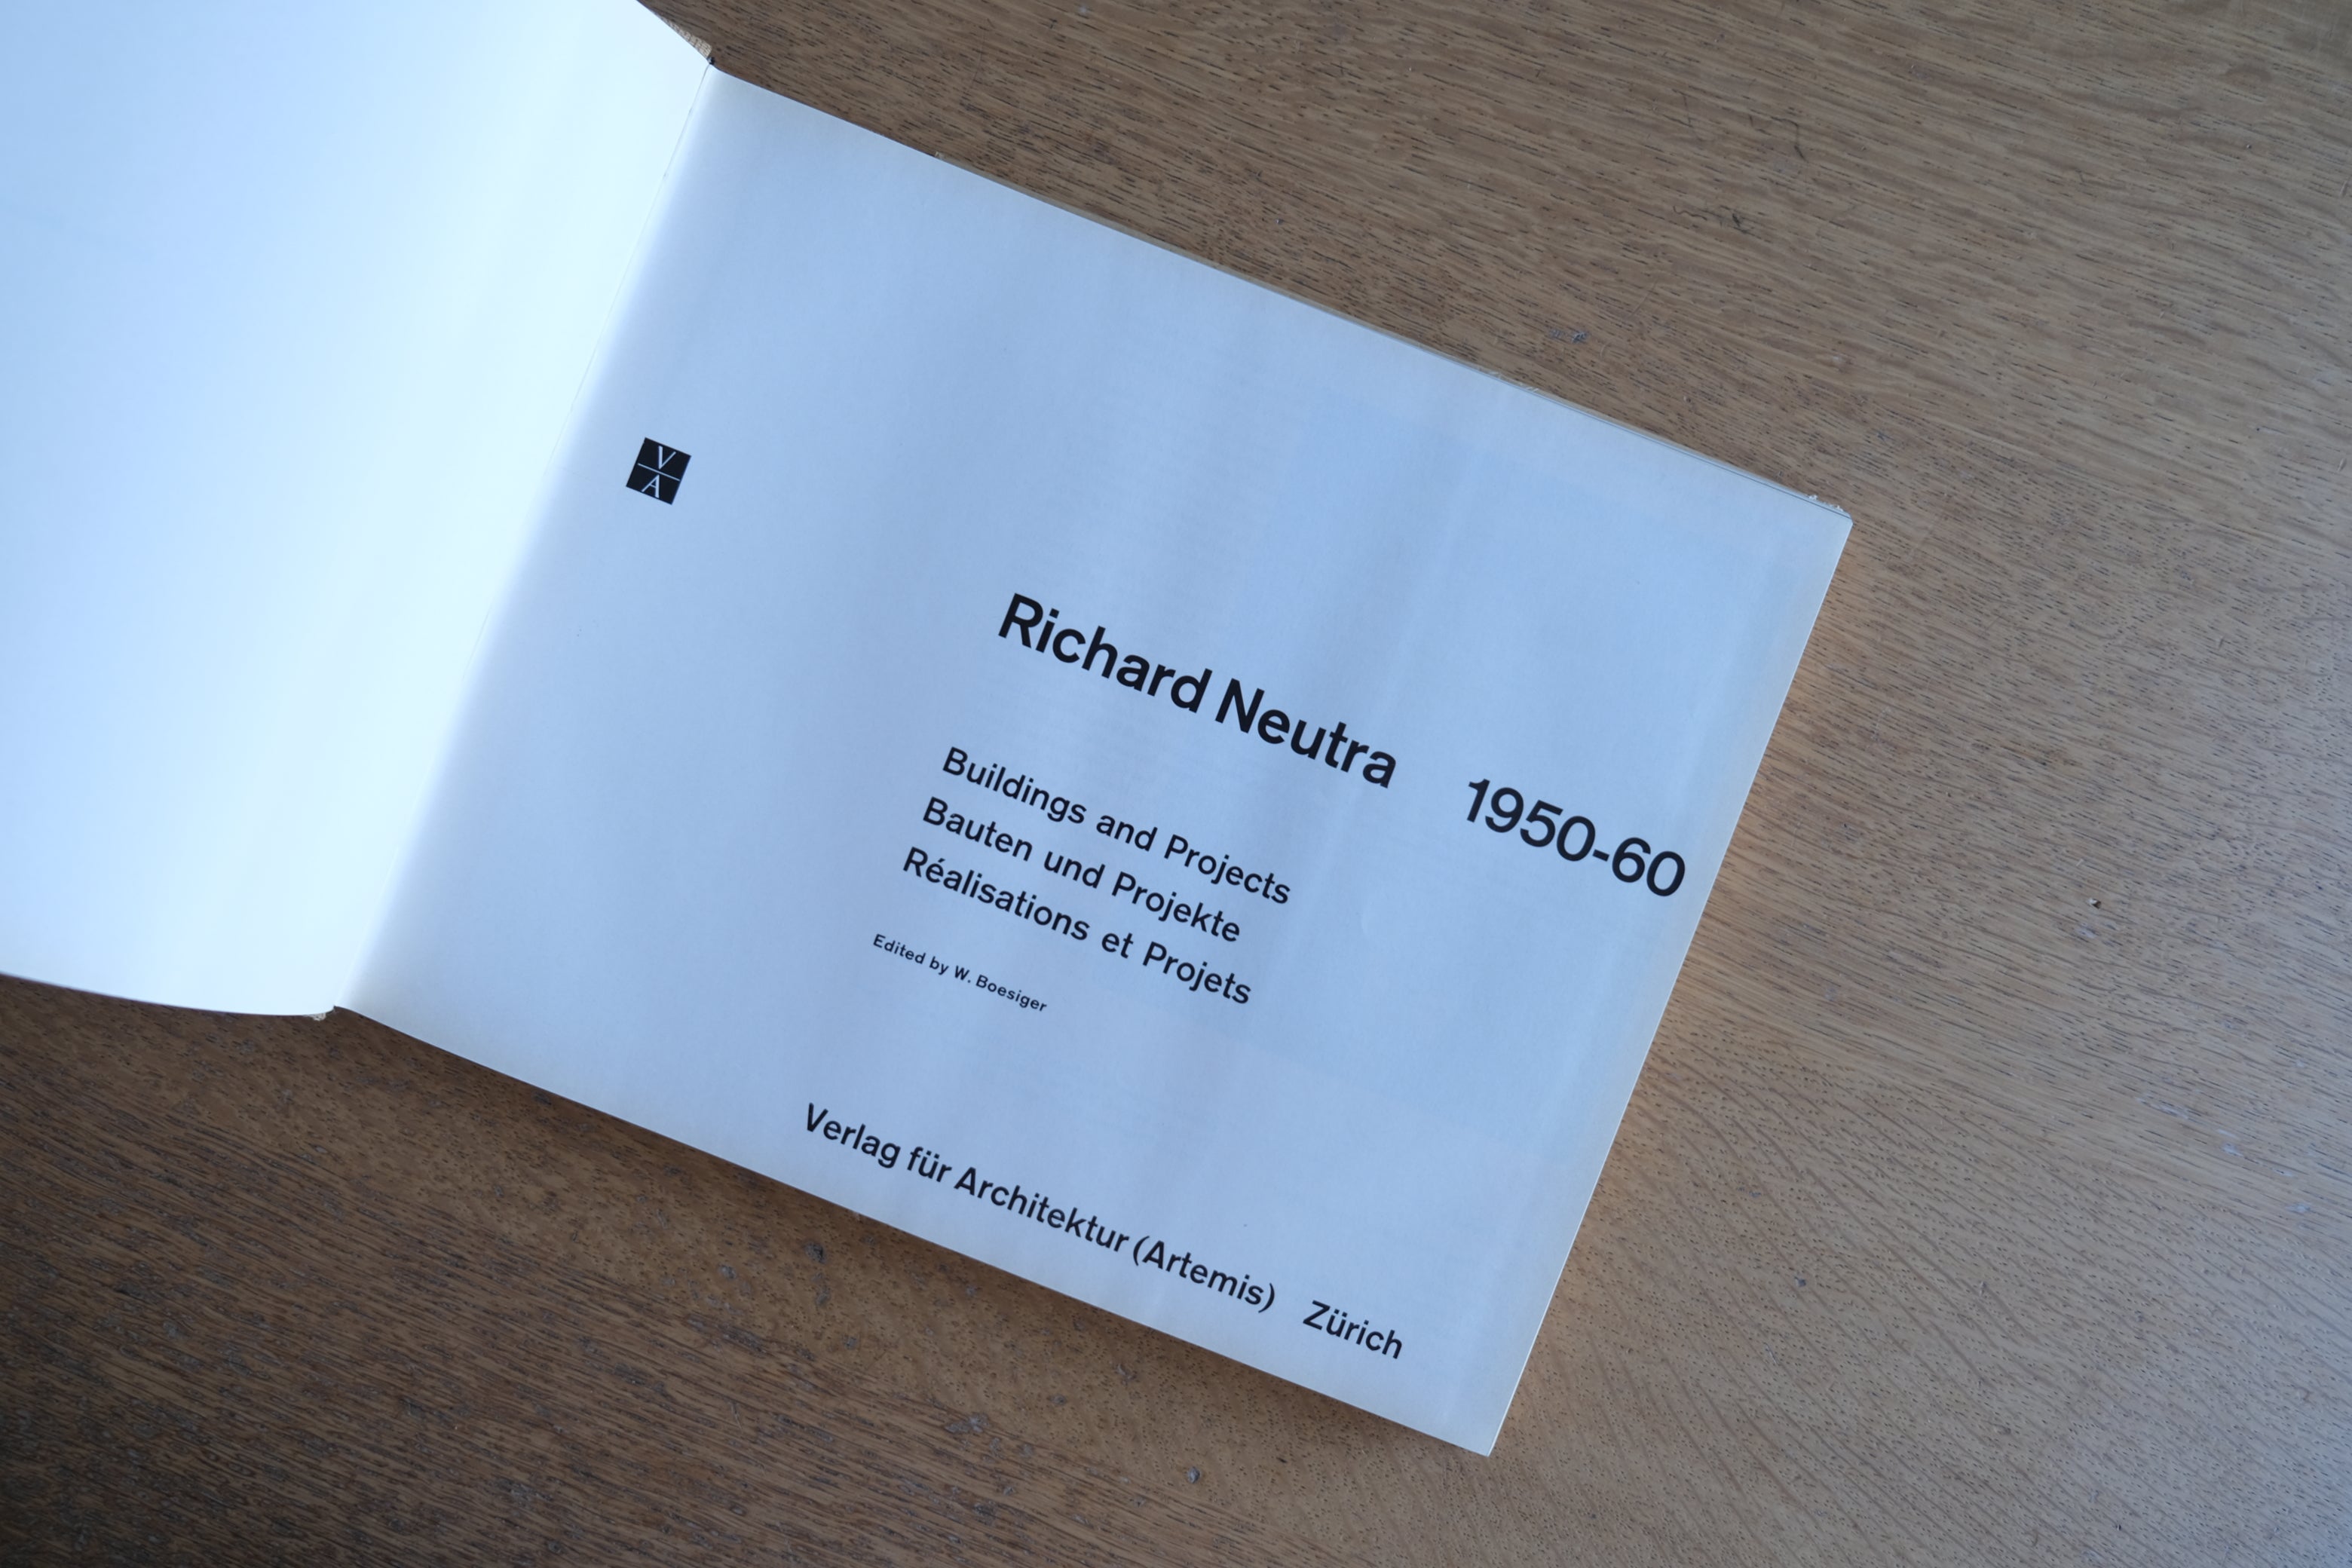 V
A
Richard Neutra 1950-60
Buildings and Projects
Bauten und Projekte
Réalisations et Projets
Edited by W. Boesiger
Verlag für Architektur (Artemis) Zürich